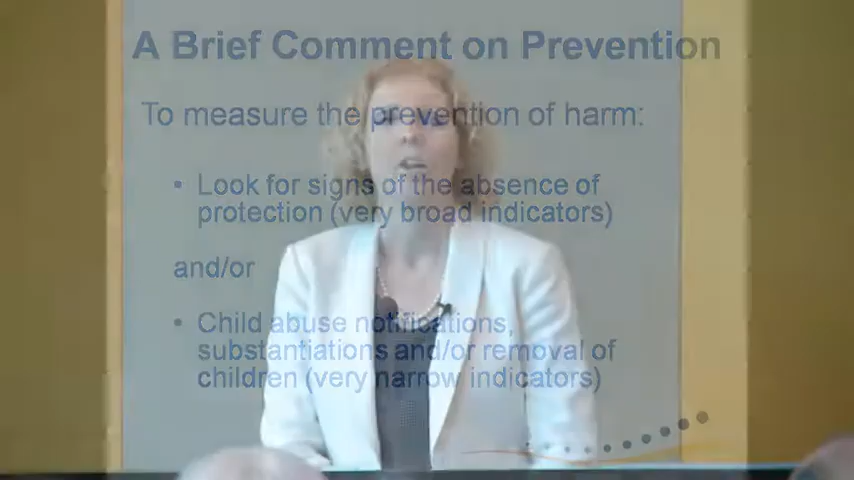 A Brief Comment on Prevention
To measure the prevention of harm:
• Look for signs of the absence of
protection (very broad indicators)
and/or
• Child abuse notifications,
substantiations and/or removal of
children (very narrow indicators)